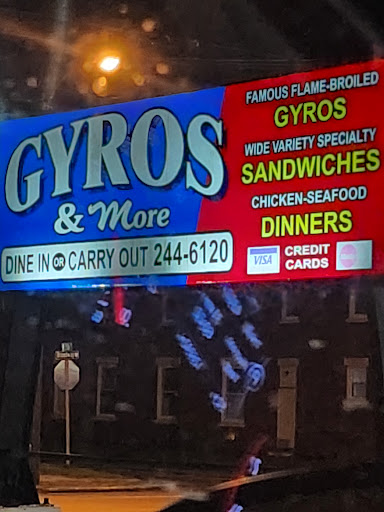 GYROS
& More
DINE IN OR CARRY OUT 244-6120
FAMOUS FLAME-BROILED
GYROS
WIDE VARIETY SPECIALTY
SANDWICHES
CHICKEN-SEAFOOD
DINNERS
VISA CREDIT
CARDS